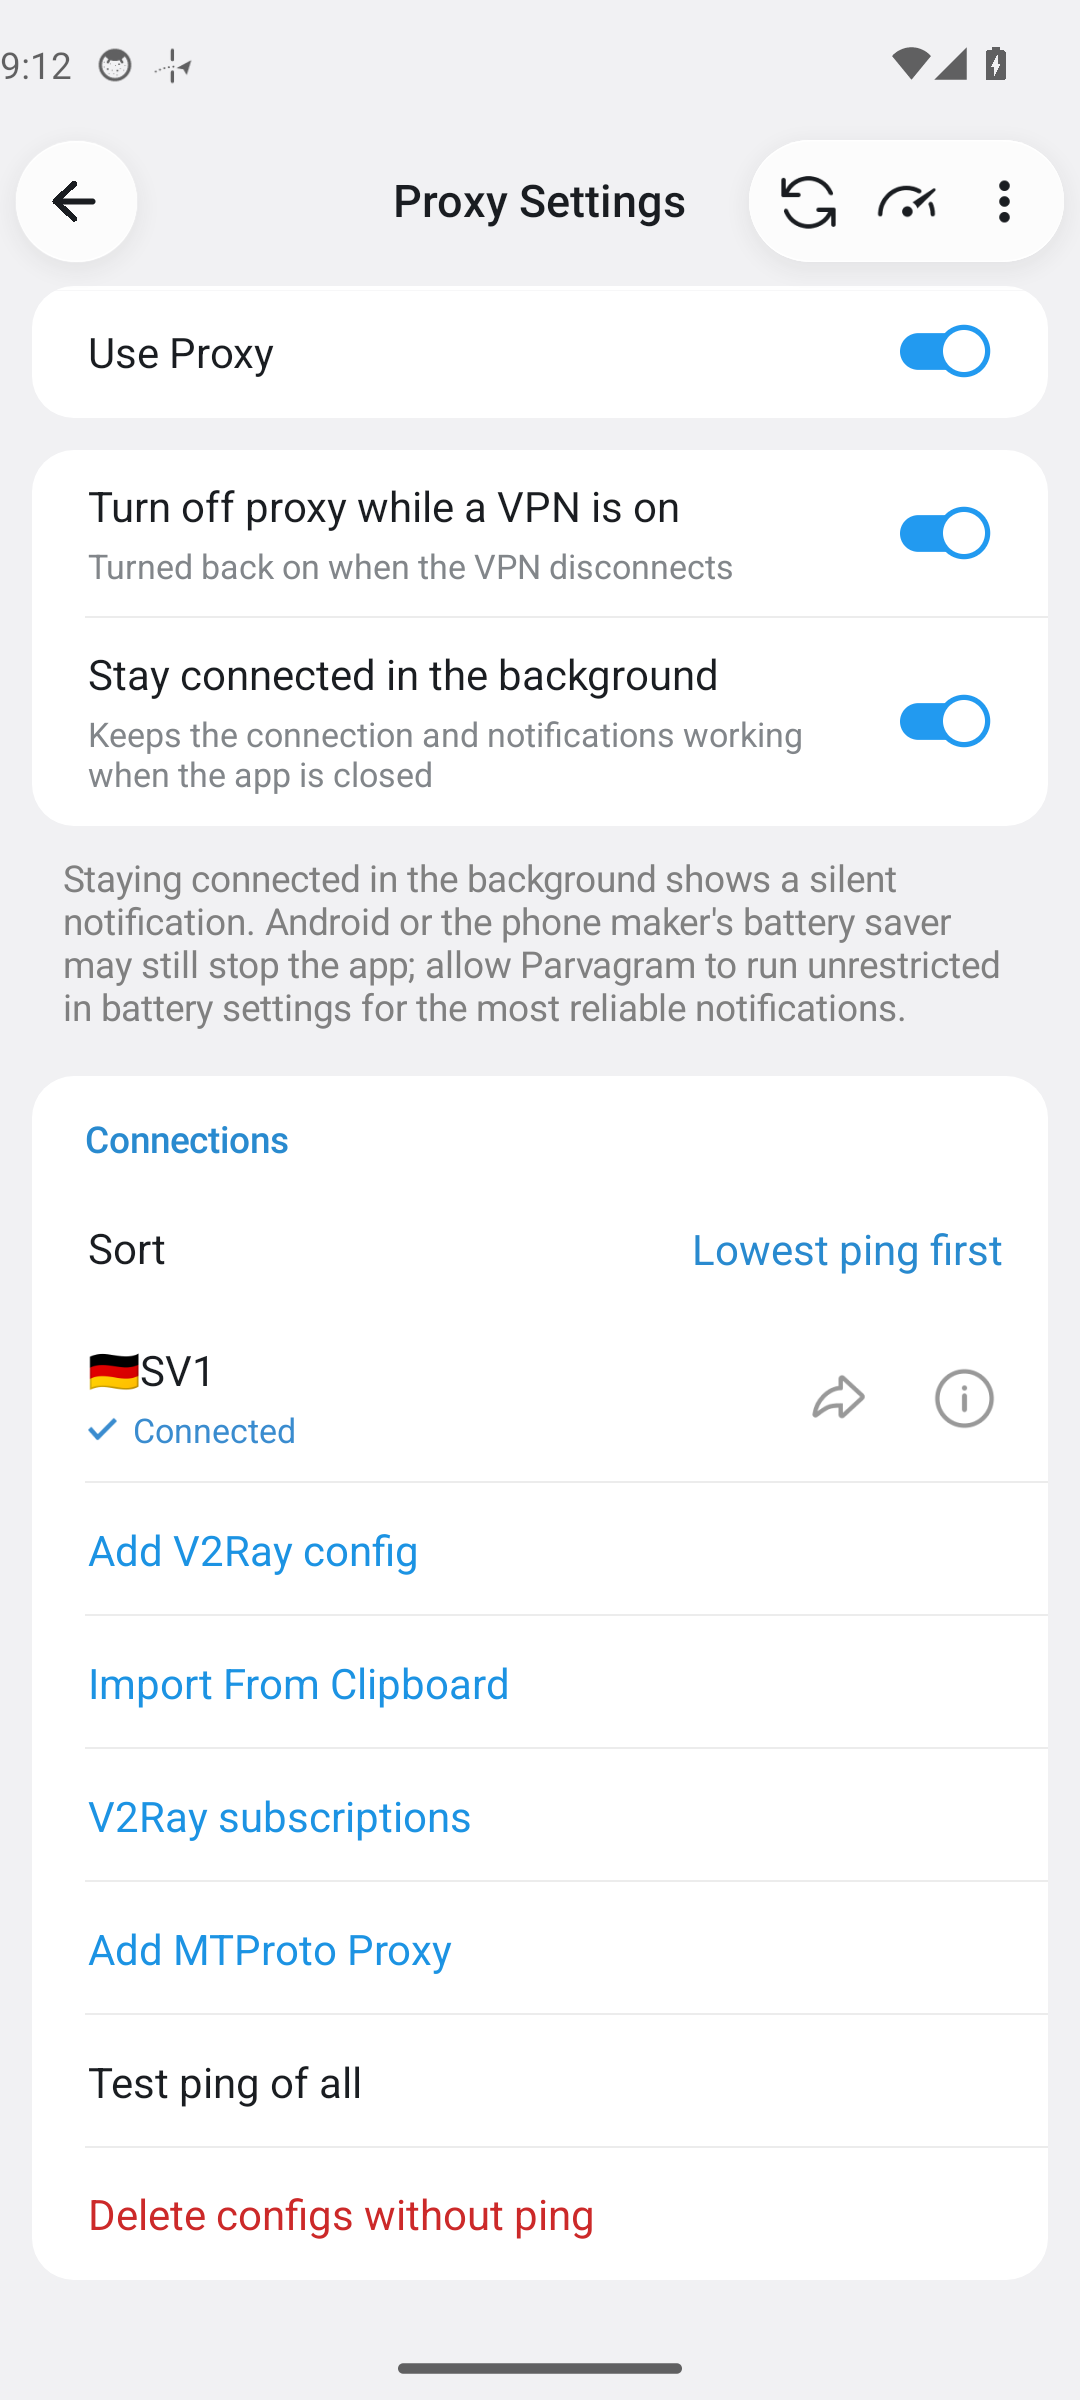 9:12
Proxy Settings
Use Proxy
Turn off proxy while a VPN is on
Turned back on when the VPN disconnects
Stay connected in the background
Keeps the connection and notifications working
when the app is closed
Staying connected in the background shows a silent
notification. Android or the phone maker's battery saver
may still stop the app; allow Parvagram to run unrestricted
in battery settings for the most reliable notifications.
Connections
Sort
Lowest ping first
🇩🇪SV1
Connected
Add V2Ray config
Import From Clipboard
V2Ray subscriptions
Add MTProto Proxy
Test ping of all
Delete configs without ping